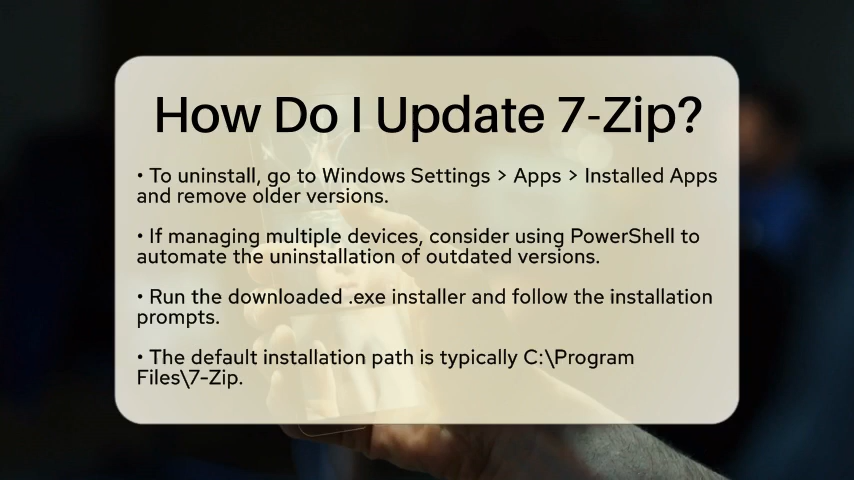 How Do I Update 7-Zip?
• To uninstall, go to Windows Settings > Apps > Installed Apps
and remove older versions.
• If managing multiple devices, consider using PowerShell to
automate the uninstallation of outdated versions.
• Run the downloaded .exe installer and follow the installation
prompts.
• The default installation path is typically C:\Program
Files\7-Zip.